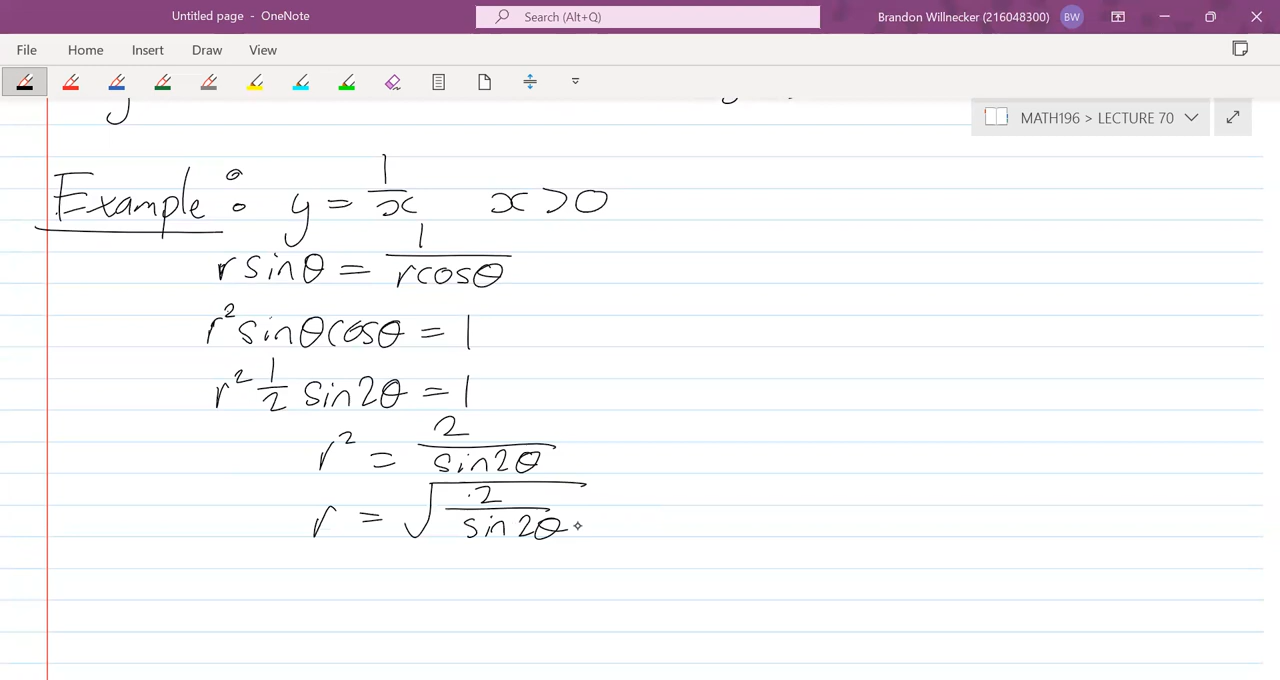 Untitled page - OneNote
Search (Alt+Q)
Brandon Willnecker (216048300)
BW
File Home Insert Draw View
MATH196 > LECTURE 70
y
Example: y = 1/x x > 0
r sinθ = 1/(r cosθ)
r² sinθ cosθ = 1
r² 1/2 sin2θ = 1
r² = 2/(sin2θ)
r = √(2/(sin2θ))